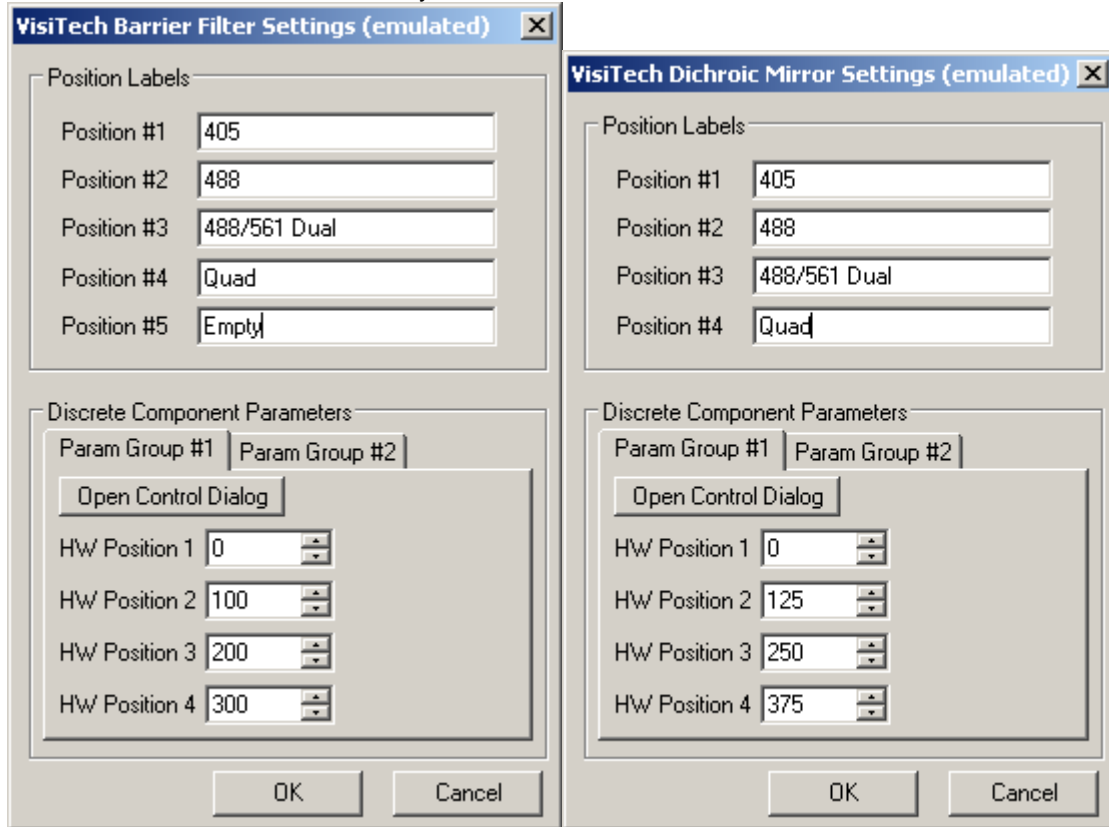 VisiTech Barrier Filter Settings (emulated)
Position Labels
Position #1 405
Position #2 488
Position #3 488/561 Dual
Position #4 Quad
Position #5 Empty
Discrete Component Parameters
Param Group #1 Param Group #2
Open Control Dialog
HW Position 1 0
HW Position 2 100
HW Position 3 200
HW Position 4 300
OK Cancel
VisiTech Dichroic Mirror Settings (emulated)
Position Labels
Position #1 405
Position #2 488
Position #3 488/561 Dual
Position #4 Quad
Discrete Component Parameters
Param Group #1 Param Group #2
Open Control Dialog
HW Position 1 0
HW Position 2 125
HW Position 3 250
HW Position 4 375
OK Cancel